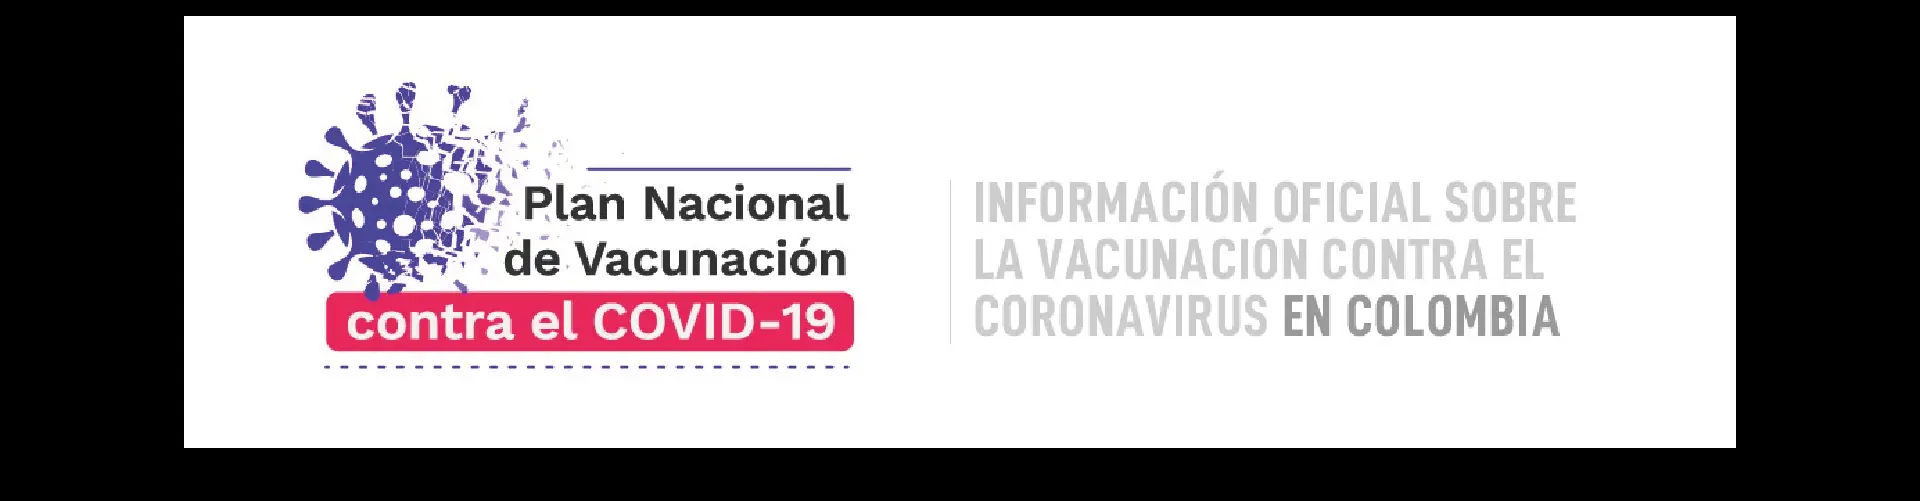 Plan Nacional
de Vacunación
contra el COVID-19
INFORMACIÓN OFICIAL SOBRE
LA VACUNACIÓN CONTRA EL
CORONAVIRUS EN COLOMBIA